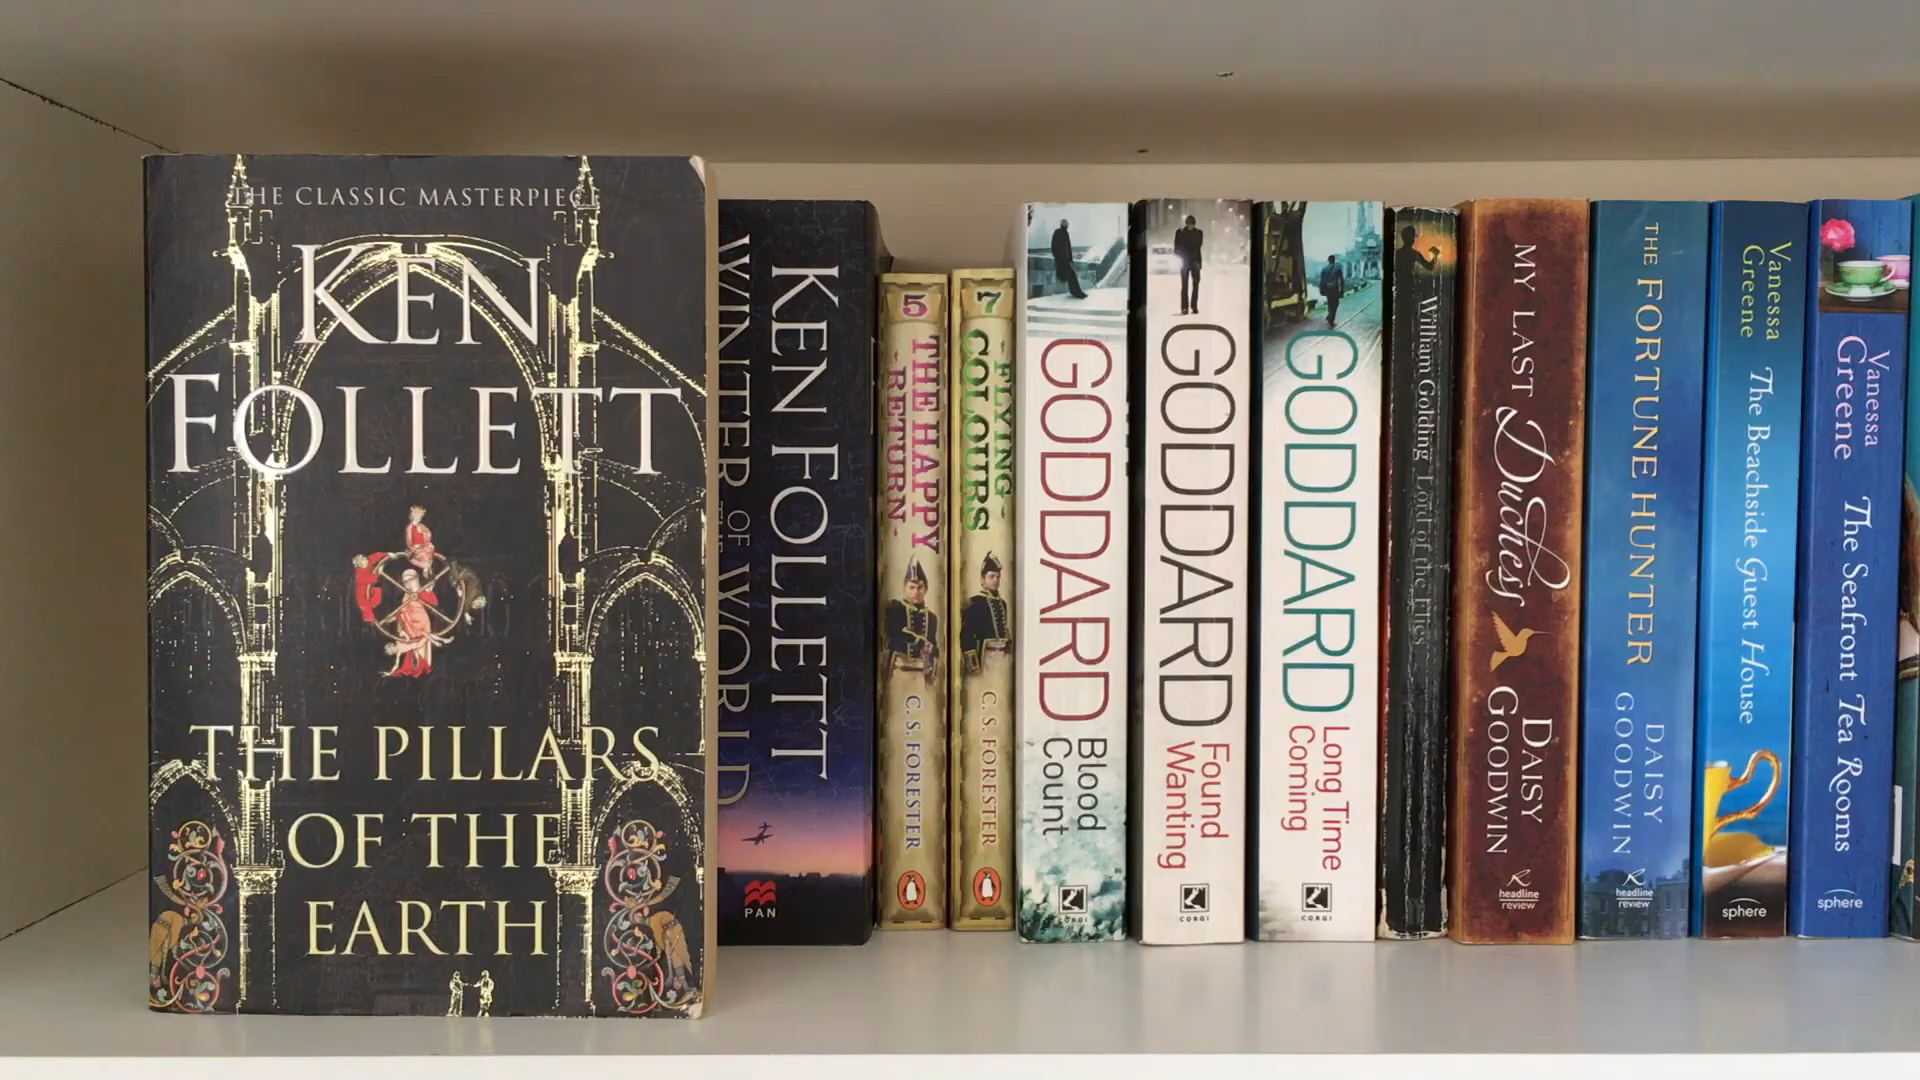 THE CLASSIC MASTERPIECE
KEN
FOLLETT
THE PILLARS
OF THE
EARTH
KEN FOLLETT
WINTER OF THE WORLD
PAN
5
THE HAPPY
RETURN
C. S. FORESTER
7
FLYING
COLOURS
C. S. FORESTER
GODDARD
Blood
Count
CORGI
GODDARD
Found
Wanting
CORGI
GODDARD
Long Time
Coming
CORGI
William Golding Lord of the Flies
MY LAST Duchess
DAISY
GOODWIN
headline
review
THE FORTUNE HUNTER
DAISY
GOODWIN
headline
review
Vanessa
Greene
The Beachside Guest House
sphere
Vanessa
Greene
The Seafront Tea Rooms
sphere